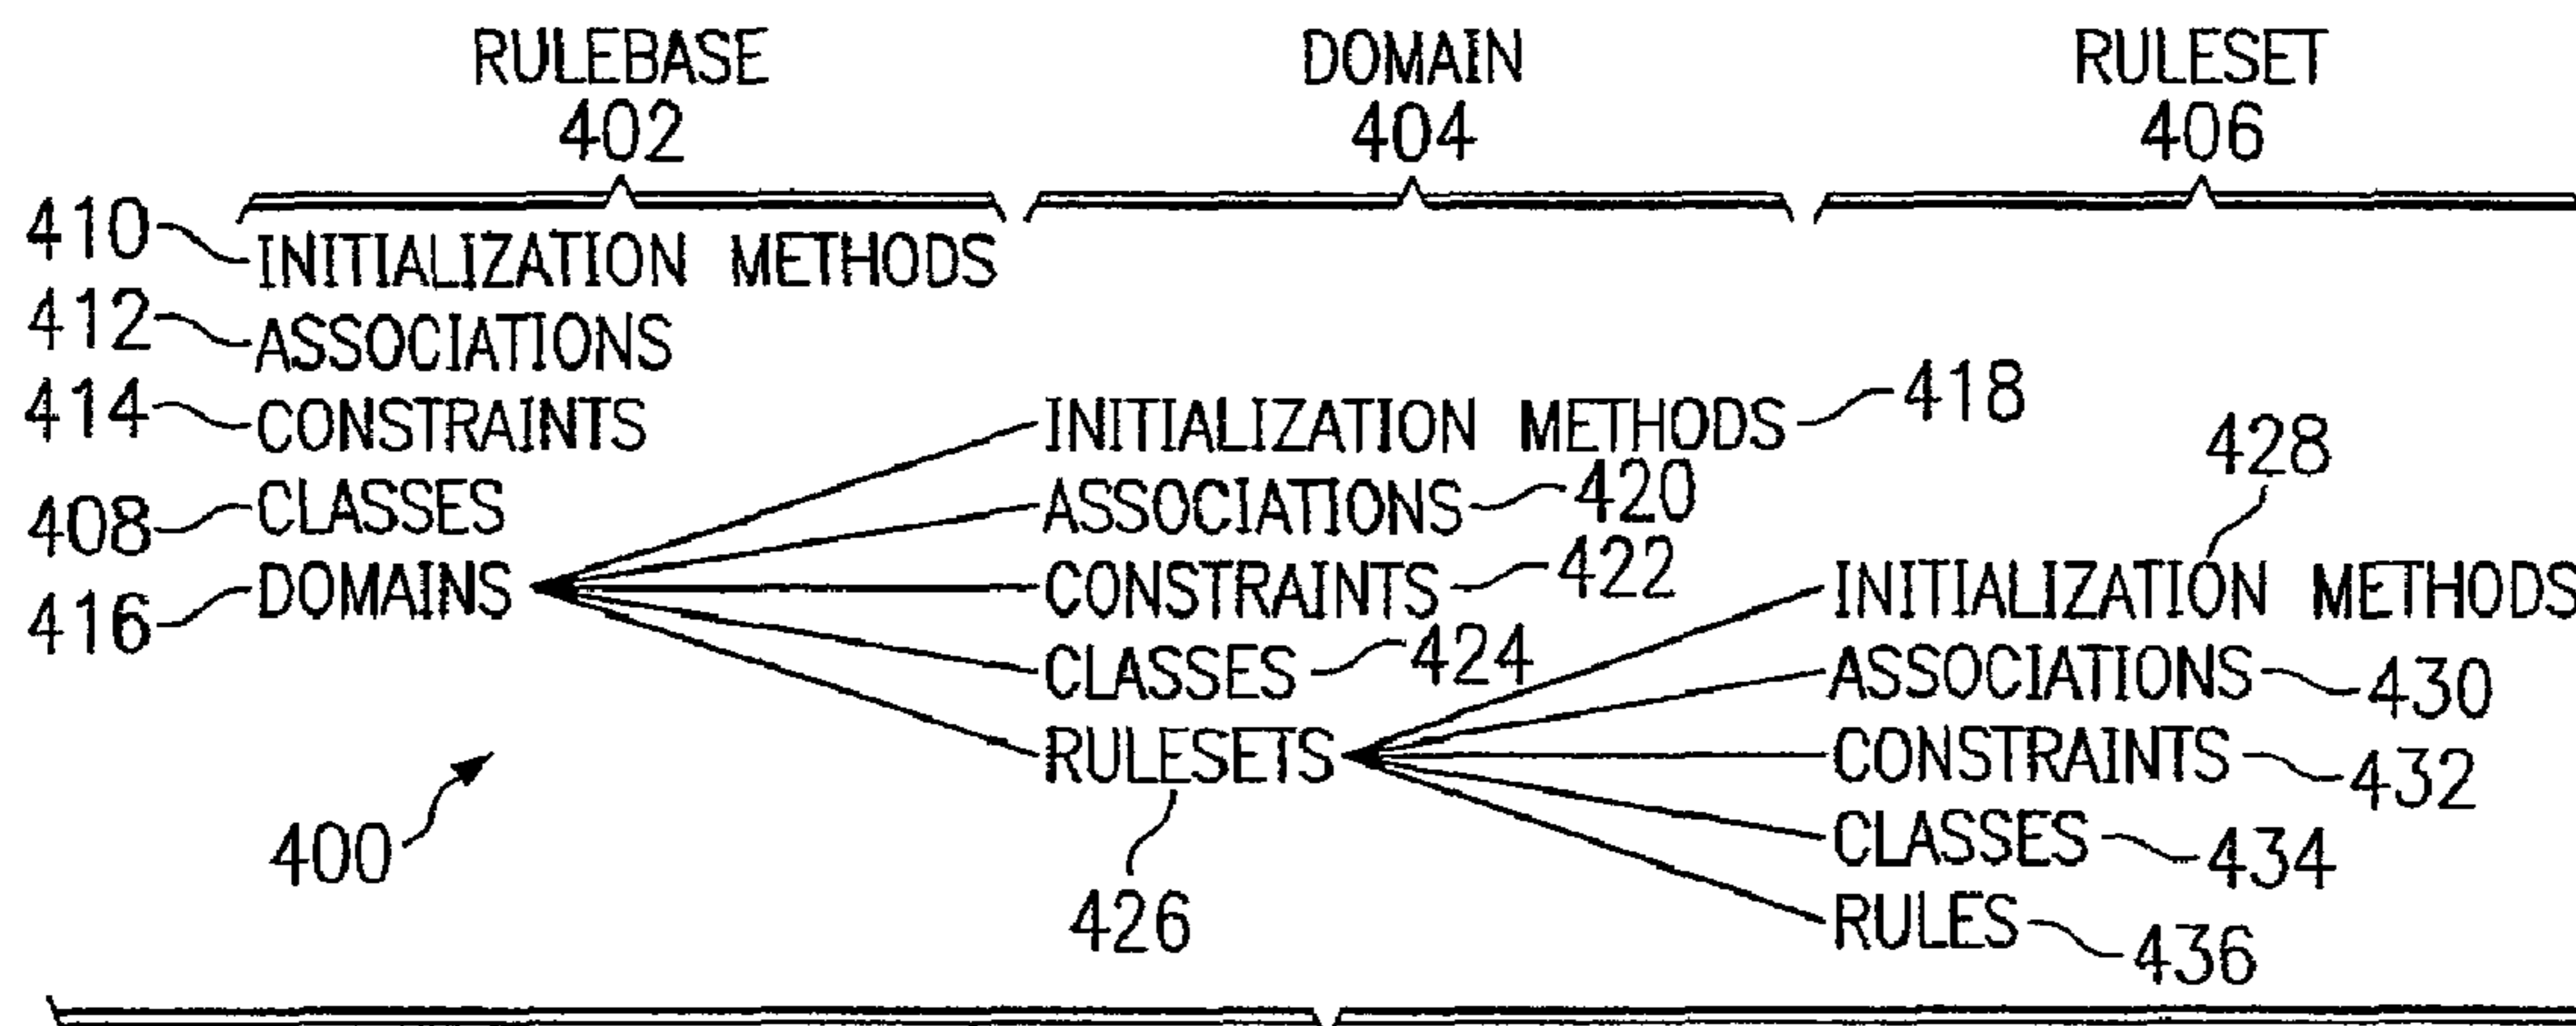 RULEBASE DOMAIN RULESET
402 404 406
410 INITIALIZATION METHODS
412 ASSOCIATIONS
414 CONSTRAINTS INITIALIZATION METHODS 418
408 CLASSES ASSOCIATIONS 420 428
416 DOMAINS CONSTRAINTS 422 INITIALIZATION METHODS
CLASSES 424 ASSOCIATIONS 430
RULESETS CONSTRAINTS 432
400 CLASSES 434
426 RULES 436